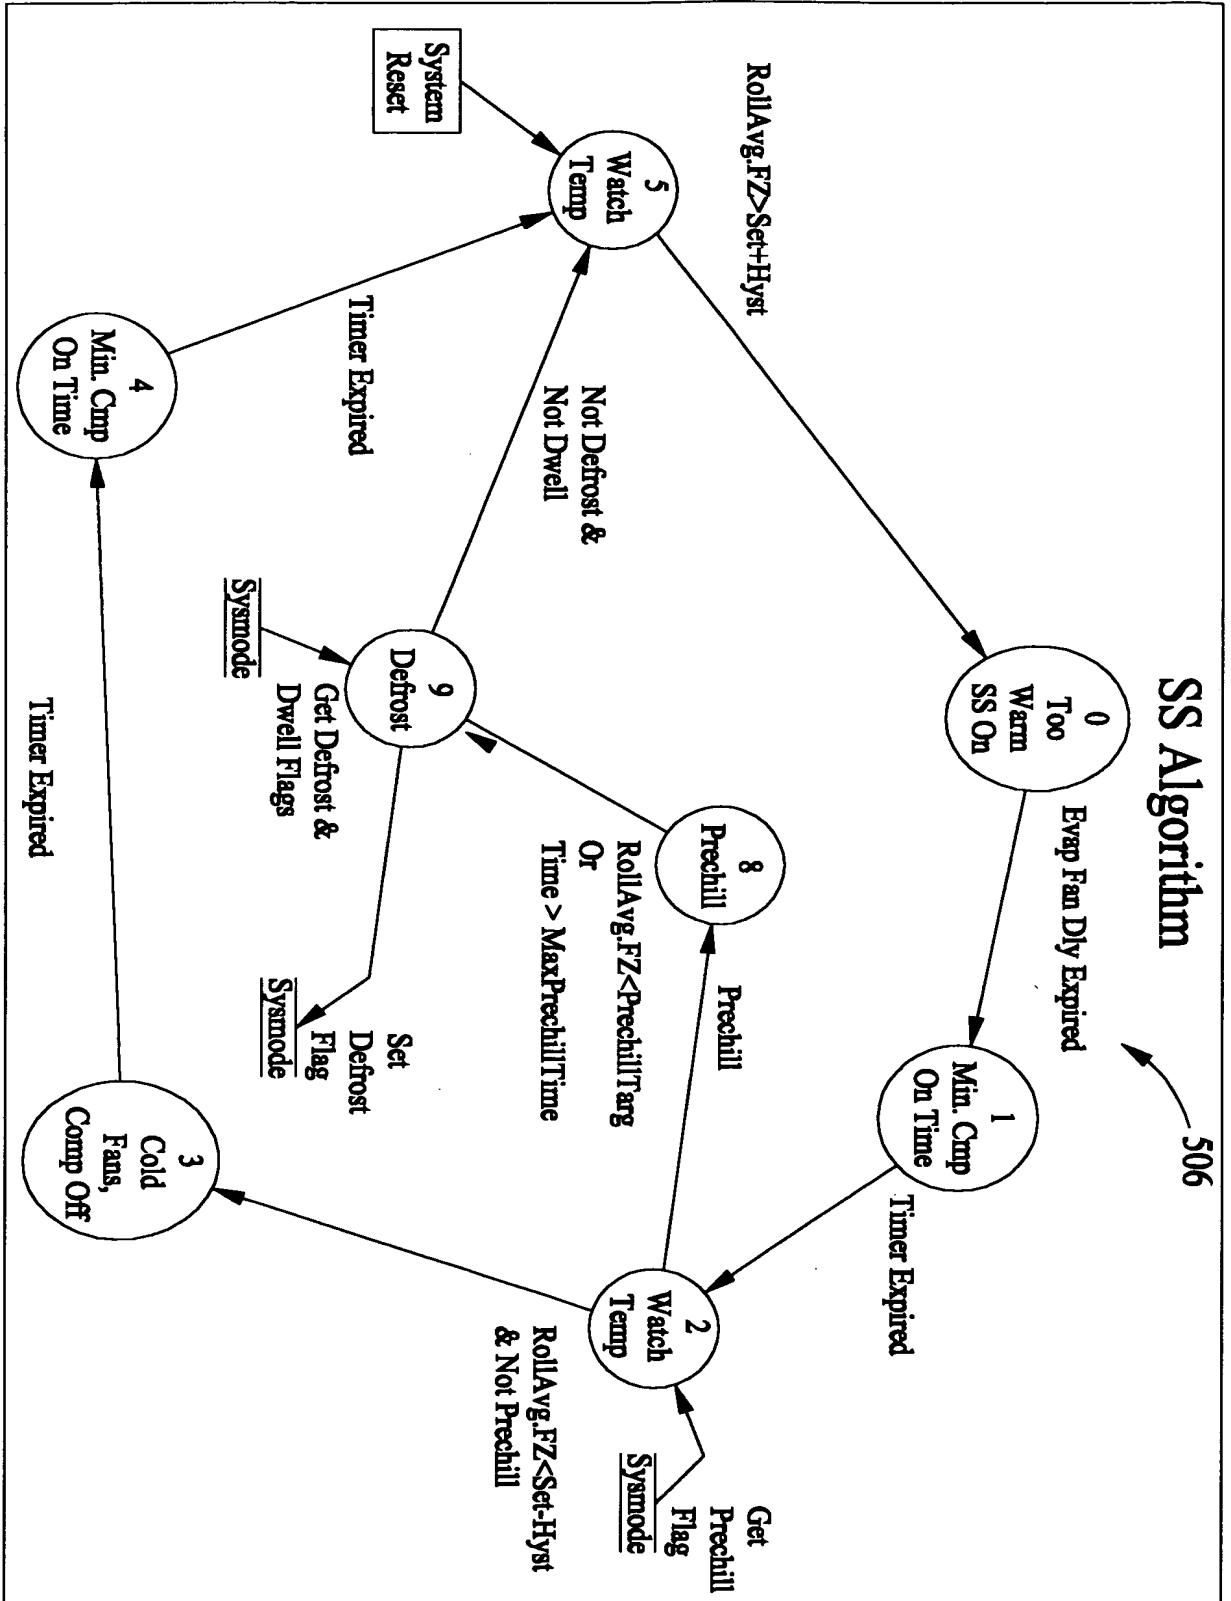 SS Algorithm
506
0
Too
Warm
SS On
Evap Fan Dly Expired
1
Min. Cmp
On Time
Timer Expired
RollAvg.FZ>Set+Hyst
System
Reset
5
Watch
Temp
Prechill
8
Prechill
RollAvg.FZ<PrechillTarg
Or
Time > MaxPrechillTime
2
Watch
Temp
Get
Prechill
Flag
Sysmode
RollAvg.FZ<Set-Hyst
& Not Prechill
Not Defrost &
Not Dwell
9
Defrost
Sysmode
Get Defrost &
Dwell Flags
Set
Defrost
Flag
Sysmode
Timer Expired
4
Min. Cmp
On Time
Timer Expired
3
Cold
Fans,
Comp Off